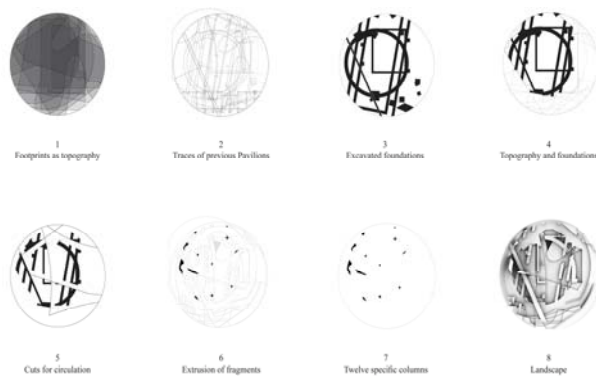 1
Footprints as topography
2
Traces of previous Pavilions
3
Excavated foundations
4
Topography and foundations
5
Cuts for circulation
6
Extrusion of fragments
7
Twelve specific columns
8
Landscape